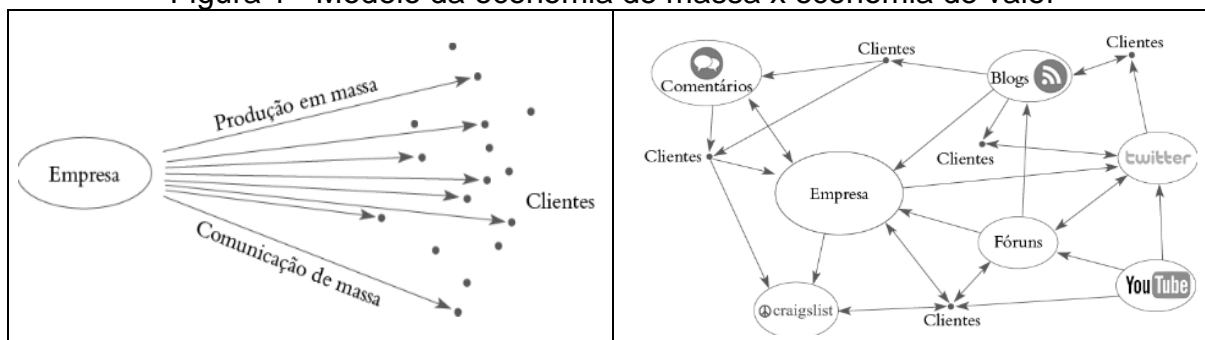 Figura 1 - Modelo da economia de massa x economia de valor
Produção em massa
Empresa
Clientes
Comunicação de massa
Clientes
Clientes
Comentários
Blogs
Clientes
Clientes
twitter
Empresa
Fóruns
YouTube
craigslist
Clientes